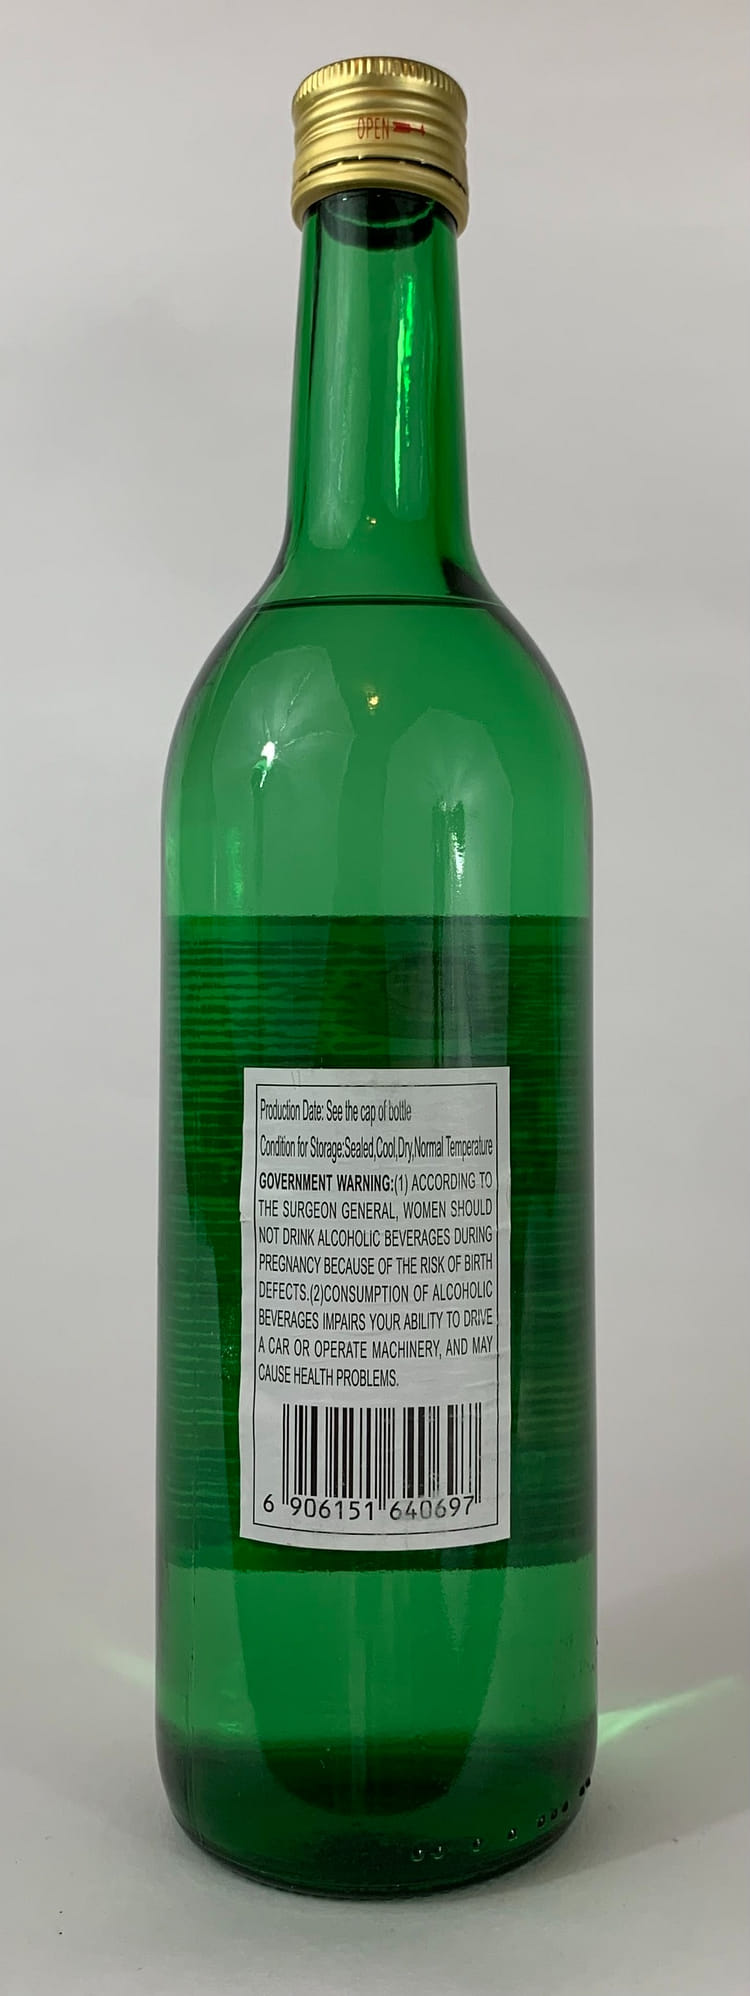 OPEN
Production Date: See the cap of bottle
Condition for Storage:Sealed,Cool,Dry,Normal Temperature
GOVERNMENT WARNING:(1) ACCORDING TO
THE SURGEON GENERAL, WOMEN SHOULD
NOT DRINK ALCOHOLIC BEVERAGES DURING
PREGNANCY BECAUSE OF THE RISK OF BIRTH
DEFECTS.(2)CONSUMPTION OF ALCOHOLIC
BEVERAGES IMPAIRS YOUR ABILITY TO DRIVE
A CAR OR OPERATE MACHINERY, AND MAY
CAUSE HEALTH PROBLEMS.
6 906151 640697